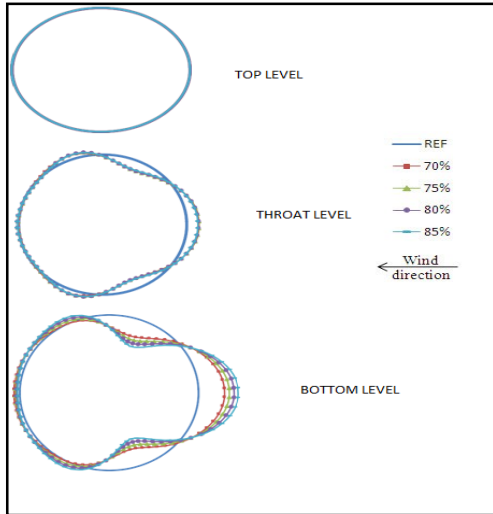 TOP LEVEL
REF
70%
75%
THROAT LEVEL
80%
85%
Wind
direction
BOTTOM LEVEL